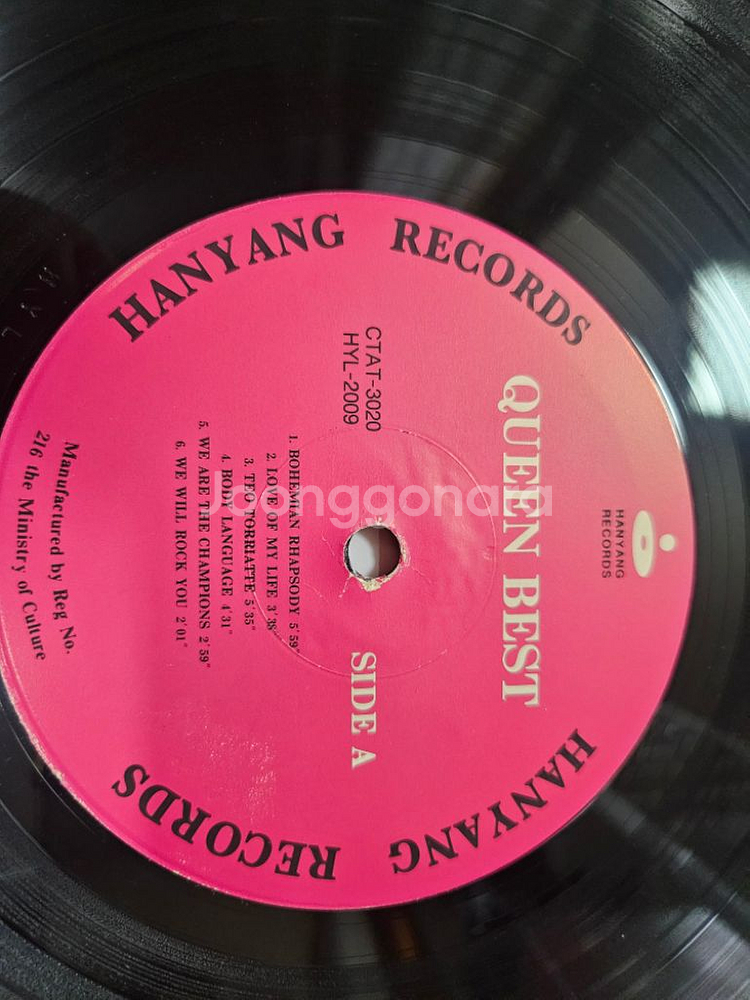 HANYANG RECORDS
HANYANG
RECORDS
QUEEN BEST
CTAT-3020
HYL-2009
SIDE A
1. BOHEMIAN RHAPSODY 5'59"
2. LOVE OF MY LIFE 3'38"
3. TEO TORRIATTE 5'35"
4. BODY LANGUAGE 4'31"
5. WE ARE THE CHAMPIONS 2'59"
6. WE WILL ROCK YOU 2'01"
Manufactured by Reg No.
216 the Ministry of Culture
HANYANG RECORDS
Joonggonara
HYL